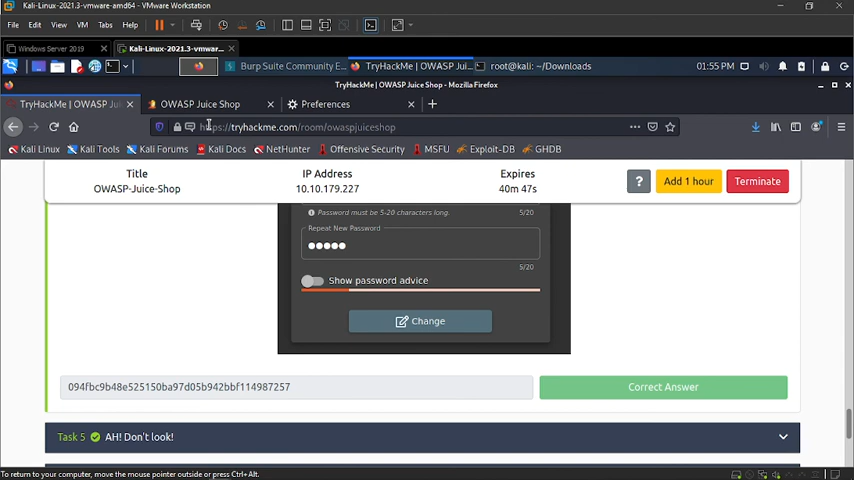 Kali-Linux-2021.3-vmware-amd64 - VMware Workstation
File Edit View VM Tabs Help
Windows Server 2019 Kali-Linux-2021.3-vmwar...
Burp Suite Community E... TryHackMe | OWASP Jui... root@kali: ~/Downloads 01:55 PM
TryHackMe | OWASP Juice Shop - Mozilla Firefox
TryHackMe | OWASP Jui OWASP Juice Shop Preferences
https://tryhackme.com/room/owaspjuiceshop
Kali Linux Kali Tools Kali Forums Kali Docs NetHunter Offensive Security MSFU Exploit-DB GHDB
Title IP Address Expires
OWASP-Juice-Shop 10.10.179.227 40m 47s ? Add 1 hour Terminate
Password must be 5-20 characters long. 5/20
Repeat New Password
5/20
Show password advice
Change
094fbc9b48e525150ba97d05b942bbf114987257 Correct Answer
Task 5 AH! Don't look!
To return to your computer, move the mouse pointer outside or press Ctrl+Alt.